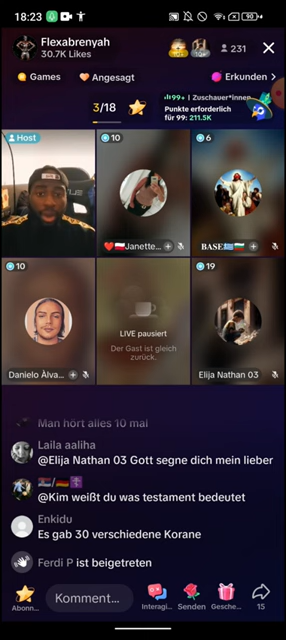 18:23
90
Flexabrenyah
30.7K Likes
231
Games
Angesagt
Erkunden
3/18
99+ | Zuschauer*innen
Punkte erforderlich
für 99: 211.5K
Host
10
6
Janette...
BASE
10
19
LIVE pausiert
Der Gast ist gleich
zurück.
Danielo Àlva...
Elija Nathan 03
Man hört alles 10 mal
Laila aaliha
@Elija Nathan 03 Gott segne dich mein lieber
@Kim weißt du was testament bedeutet
Enkidu
Es gab 30 verschiedene Korane
Ferdi P ist beigetreten
Abonn...
Komment...
Interagi...
Senden
Gesche...
15